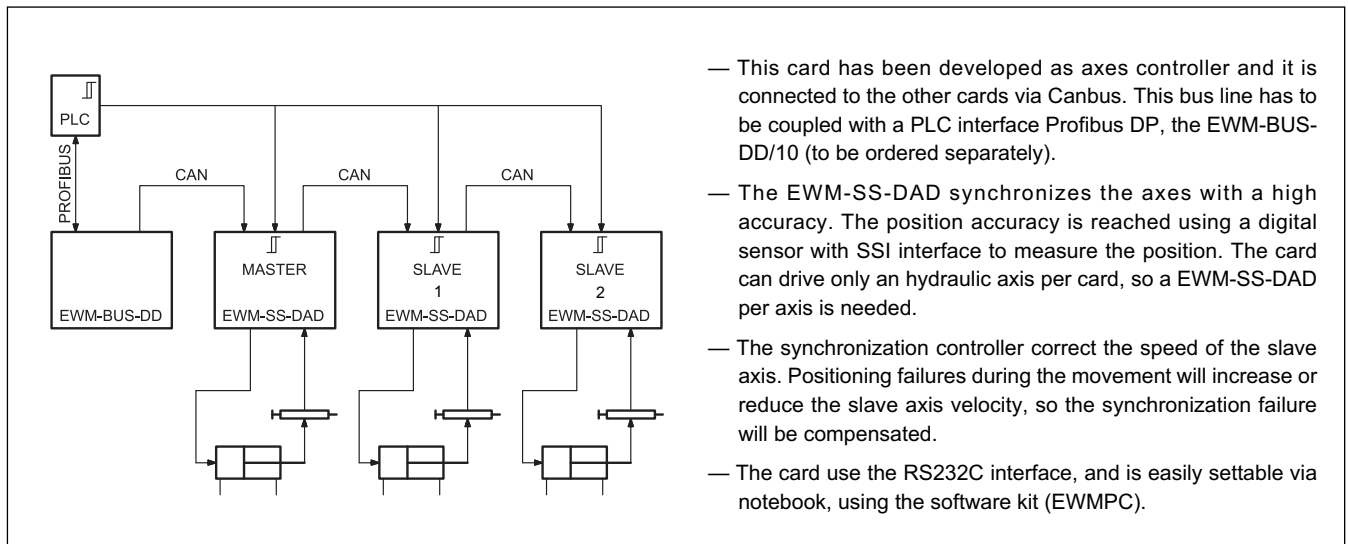 PLC
PROFIBUS
CAN
CAN
CAN
MASTER
SLAVE
1
SLAVE
2
EWM-BUS-DD
EWM-SS-DAD
EWM-SS-DAD
EWM-SS-DAD
— This card has been developed as axes controller and it is
connected to the other cards via Canbus. This bus line has to
be coupled with a PLC interface Profibus DP, the EWM-BUS-
DD/10 (to be ordered separately).
— The EWM-SS-DAD synchronizes the axes with a high
accuracy. The position accuracy is reached using a digital
sensor with SSI interface to measure the position. The card
can drive only an hydraulic axis per card, so a EWM-SS-DAD
per axis is needed.
— The synchronization controller correct the speed of the slave
axis. Positioning failures during the movement will increase or
reduce the slave axis velocity, so the synchronization failure
will be compensated.
— The card use the RS232C interface, and is easily settable via
notebook, using the software kit (EWMPC).